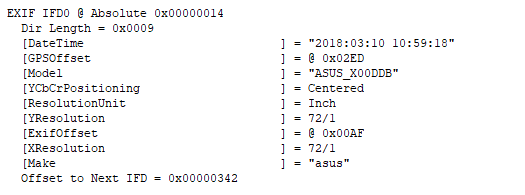 EXIF IFD0 @ Absolute 0x00000014
Dir Length = 0x0009
[DateTime ] = "2018:03:10 10:59:18"
[GPSOffset ] = @ 0x02ED
[Model ] = "ASUS_X00DDB"
[YCbCrPositioning ] = Centered
[ResolutionUnit ] = Inch
[YResolution ] = 72/1
[ExifOffset ] = @ 0x00AF
[XResolution ] = 72/1
[Make ] = "asus"
Offset to Next IFD = 0x00000342